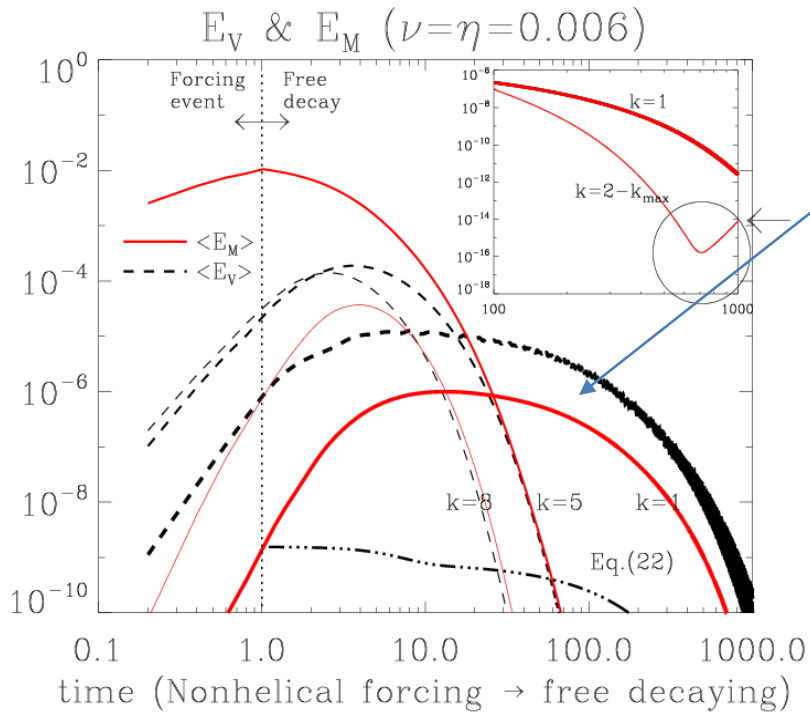 E_V & E_M (ν=η=0.006)
10^0
10^-2
10^-4
10^-6
10^-8
10^-10
Forcing event
Free decay
<E_M>
<E_V>
10^-6
10^-8
10^-10
10^-12
10^-14
10^-16
10^-18
k=1
k=2-k_max
100
1000
k=8
k=5
k=1
Eq.(22)
0.1
1.0
10.0
100.0
1000.0
time (Nonhelical forcing → free decaying)